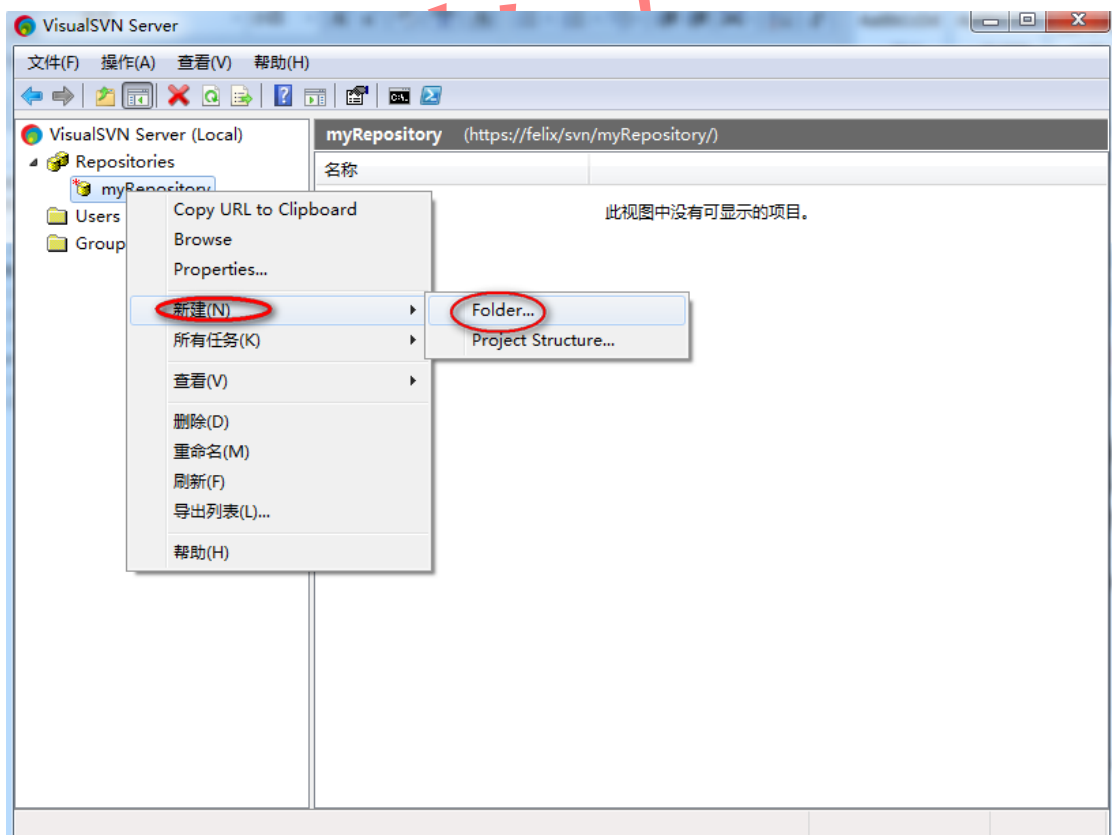 VisualSVN Server
文件(F) 操作(A) 查看(V) 帮助(H)
VisualSVN Server (Local)
myRepository (https://felix/svn/myRepository/)
Repositories
名称
myRepository
Users
此视图中没有可显示的项目。
Group
Copy URL to Clipboard
Browse
Properties...
新建(N)
Folder...
所有任务(K)
Project Structure...
查看(V)
删除(D)
重命名(M)
刷新(F)
导出列表(L)...
帮助(H)